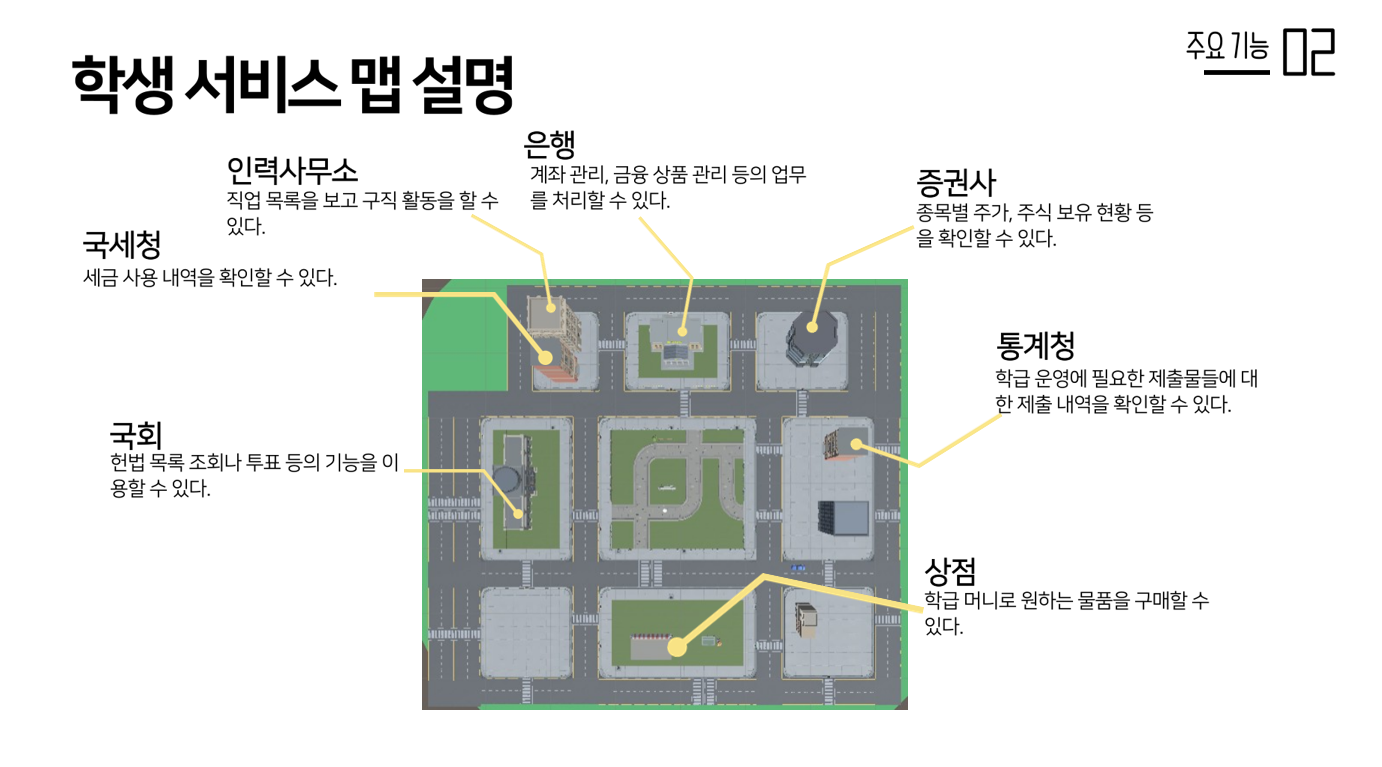 주요 기능 02
학생 서비스 맵 설명
은행
계좌 관리, 금융 상품 관리 등의 업무
를 처리할 수 있다.
인력사무소
직업 목록을 보고 구직 활동을 할 수
있다.
증권사
종목별 주가, 주식 보유 현황 등
을 확인할 수 있다.
국세청
세금 사용 내역을 확인할 수 있다.
통계청
학급 운영에 필요한 제출물들에 대
한 제출 내역을 확인할 수 있다.
국회
헌법 목록 조회나 투표 등의 기능을 이
용할 수 있다.
상점
학급 머니로 원하는 물품을 구매할 수
있다.